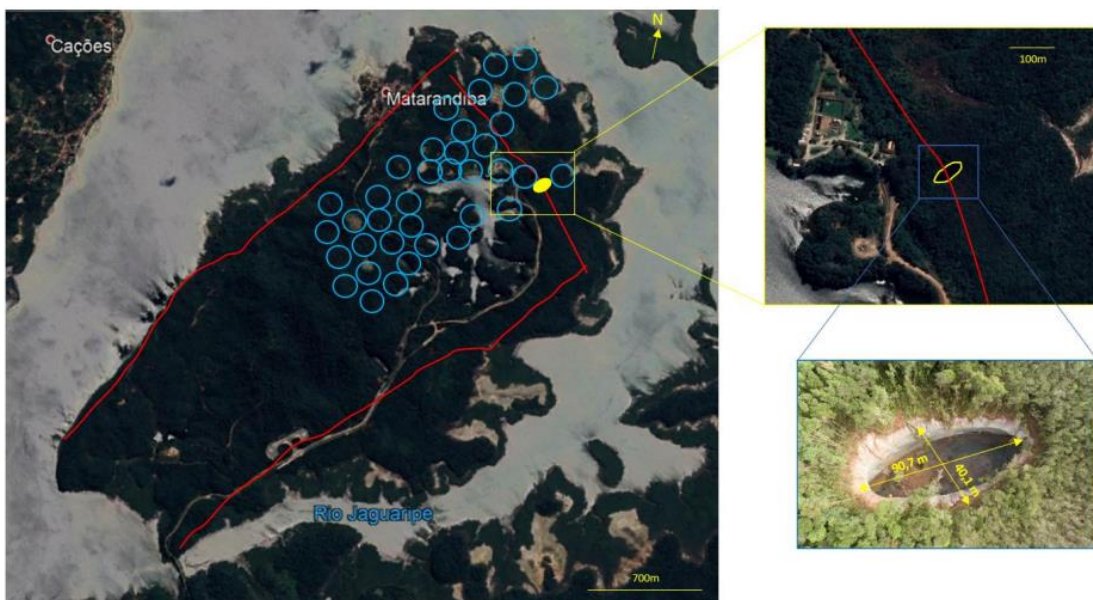 Cações
N
Matarandiba
Rio Jaguaripe
700m
100m
90,7 m
40,1 m